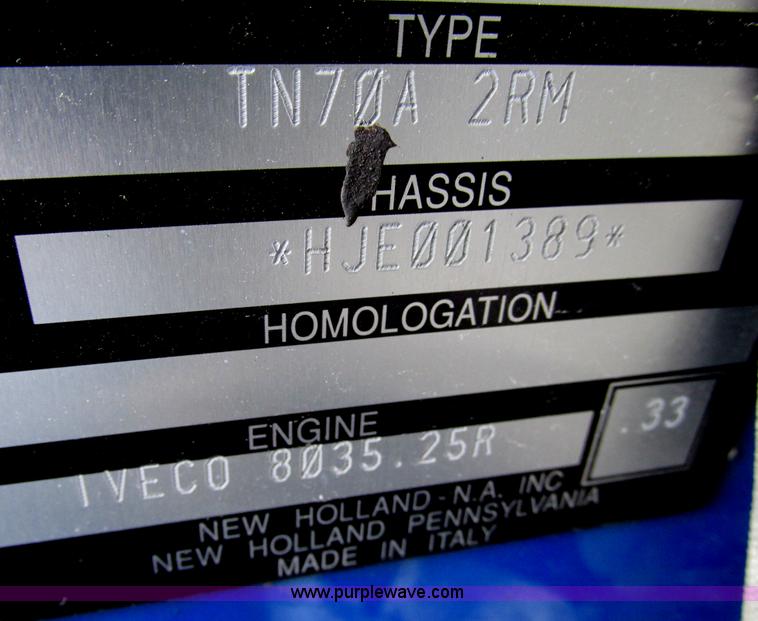 TYPE
TN70A 2RM
HASSIS
*HJE001389*
HOMOLOGATION
ENGINE
.33
IVECO 8035.25R
NEW HOLLAND-N.A. INC
NEW HOLLAND PENNSYLVANIA
MADE IN ITALY
www.purplewave.com